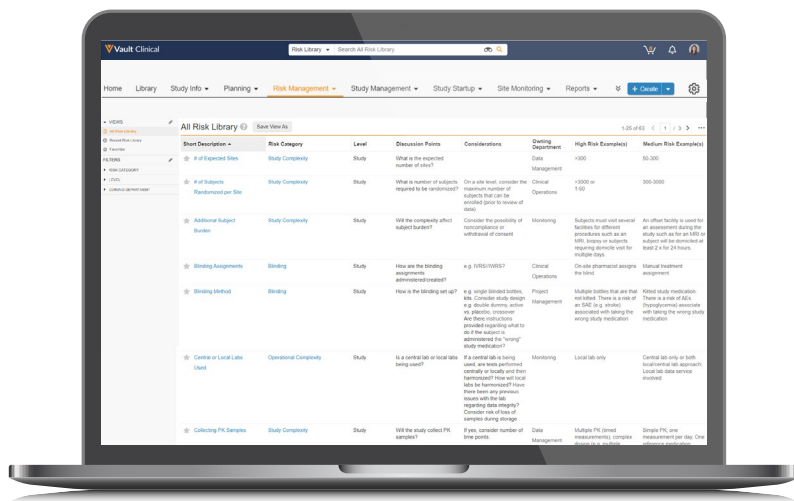 Vault Clinical
Risk Library
Search All Risk Library
Home Library Study Info Planning Risk Management Study Management Study Startup Site Monitoring Reports + Create
VIEWS
All Risk Library
Recent Risk Library
Favorites
FILTERS
RISK CATEGORY
LEVEL
OWNING DEPARTMENT
All Risk Library Save View As 1-25 of 63 1 / 3
Short Description Risk Category Level Discussion Points Considerations Owning Department High Risk Example(s) Medium Risk Example(s)
# of Expected Sites Study Complexity Study What is the expected Data >300 50-300
number of sites? Management
# of Subjects Study Complexity Study What is number of subjects On a site level, consider the Clinical >3000 or 300-3000
Randomized per Site required to be randomized? maximum number of Operations 1-50
subjects that can be
enrolled (prior to review of
data)
Additional Subject Study Complexity Study Will the complexity affect Consider the possibility of Monitoring Subjects must visit several An offset facility is used for
Burden subject burden? noncompliance or facilities for different an assessment during the
withdrawal of consent procedures such as an study such as for an MRI or
MRI, biopsy or subjects subject will be domiciled at
requiring domicile visit for least 2 x for 24 hours.
multiple days.
Blinding Assignments Blinding Study How are the blinding e.g. IVRS/IWRS? Clinical On-site pharmacist assigns Manual treatment
assignments Operations the blind assignment
administered/created?
Blinding Method Blinding Study How is the blinding set up? e.g. single blinded bottles, Project Multiple bottles that are that Kitted study medication.
kits. Consider study design Management not kitted. There is a risk of There is a risk of AEs
e.g. double dummy, active an SAE (e.g. stroke) (hypoglycemia) associate
vs. placebo, crossover associated with taking the with taking the wrong study
Are there instructions wrong study medication medication
provided regarding what to
do if the subject is
administered the "wrong"
study medication?
Central or Local Labs Operational Complexity Study Is a central lab or local labs If a central lab is being Monitoring Local lab only Central lab only or both
Used being used? used, are tests performed local/central lab approach,
centrally or locally and then Local lab data service
harmonized? How will local involved
labs be harmonized? Have
there been any previous
issues with the lab
regarding data integrity?
Consider risk of loss of
samples during storage
Collecting PK Samples Study Complexity Study Will the study collect PK If yes, consider number of Data Multiple PK (timed Simple PK, one
samples? time points. Management measurements), complex measurement per day. One